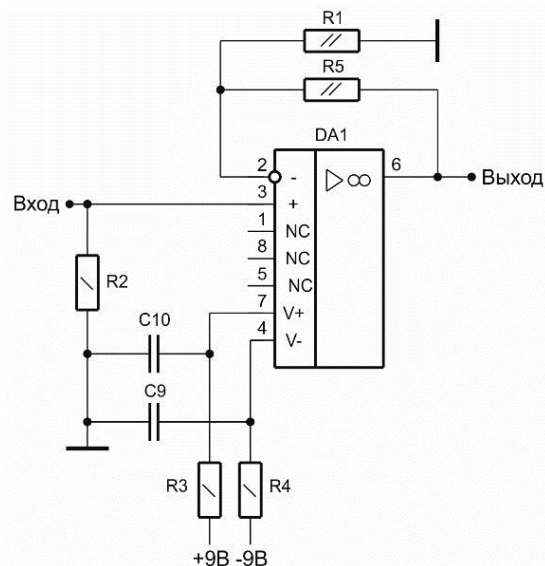 R1
R5
DA1
2 - 6
▷∞
Выход
Вход
3 +
1 NC
8 NC
5 NC
R2
7 V+
C10
4 V-
C9
R3 R4
+9В -9В